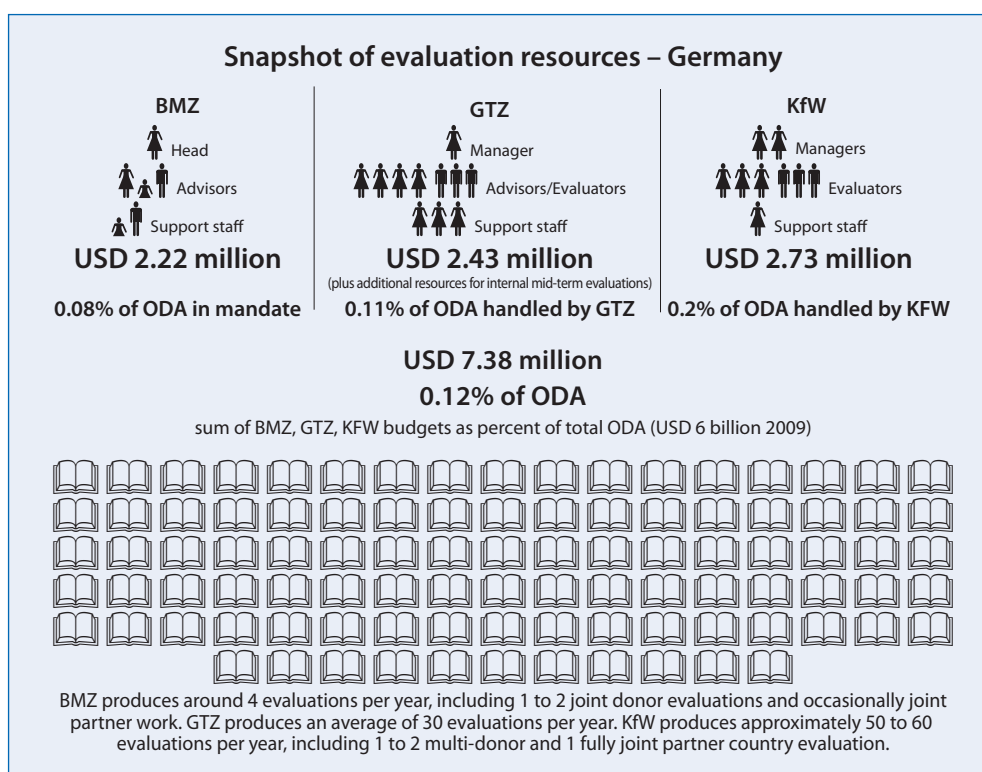 Snapshot of evaluation resources – Germany
BMZ
Head
Advisors
Support staff
USD 2.22 million
0.08% of ODA in mandate
GTZ
Manager
Advisors/Evaluators
Support staff
USD 2.43 million
(plus additional resources for internal mid-term evaluations)
0.11% of ODA handled by GTZ
KfW
Managers
Evaluators
Support staff
USD 2.73 million
0.2% of ODA handled by KFW
USD 7.38 million
0.12% of ODA
sum of BMZ, GTZ, KFW budgets as percent of total ODA (USD 6 billion 2009)
BMZ produces around 4 evaluations per year, including 1 to 2 joint donor evaluations and occasionally joint
partner work. GTZ produces an average of 30 evaluations per year. KfW produces approximately 50 to 60
evaluations per year, including 1 to 2 multi-donor and 1 fully joint partner country evaluation.